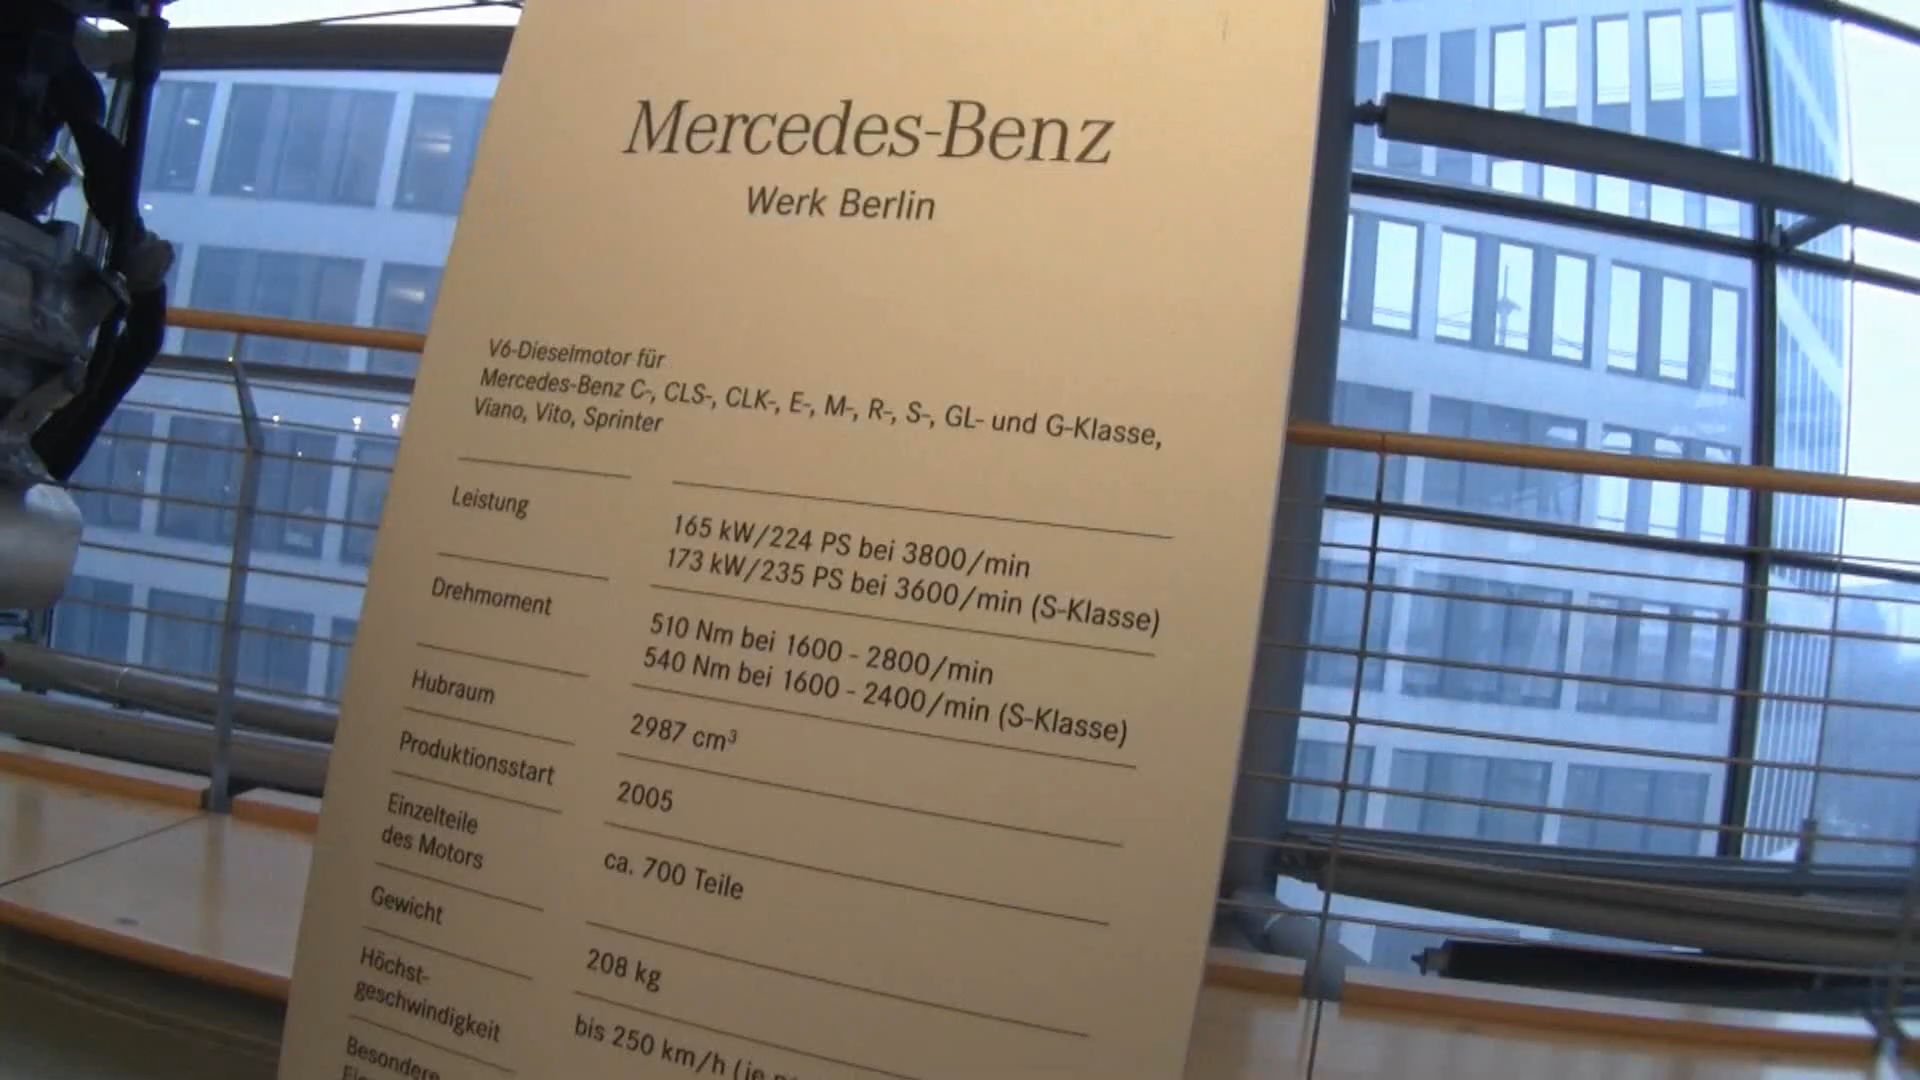 Mercedes-Benz
Werk Berlin
V6-Dieselmotor für
Mercedes-Benz C-, CLS-, CLK-, E-, M-, R-, S-, GL- und G-Klasse,
Viano, Vito, Sprinter
Leistung
165 kW/224 PS bei 3800/min
173 kW/235 PS bei 3600/min (S-Klasse)
Drehmoment
510 Nm bei 1600 - 2800/min
540 Nm bei 1600 - 2400/min (S-Klasse)
Hubraum
2987 cm³
Produktionsstart
2005
Einzelteile
des Motors
ca. 700 Teile
Gewicht
208 kg
Höchst-
geschwindigkeit
bis 250 km/h (je
Besondere